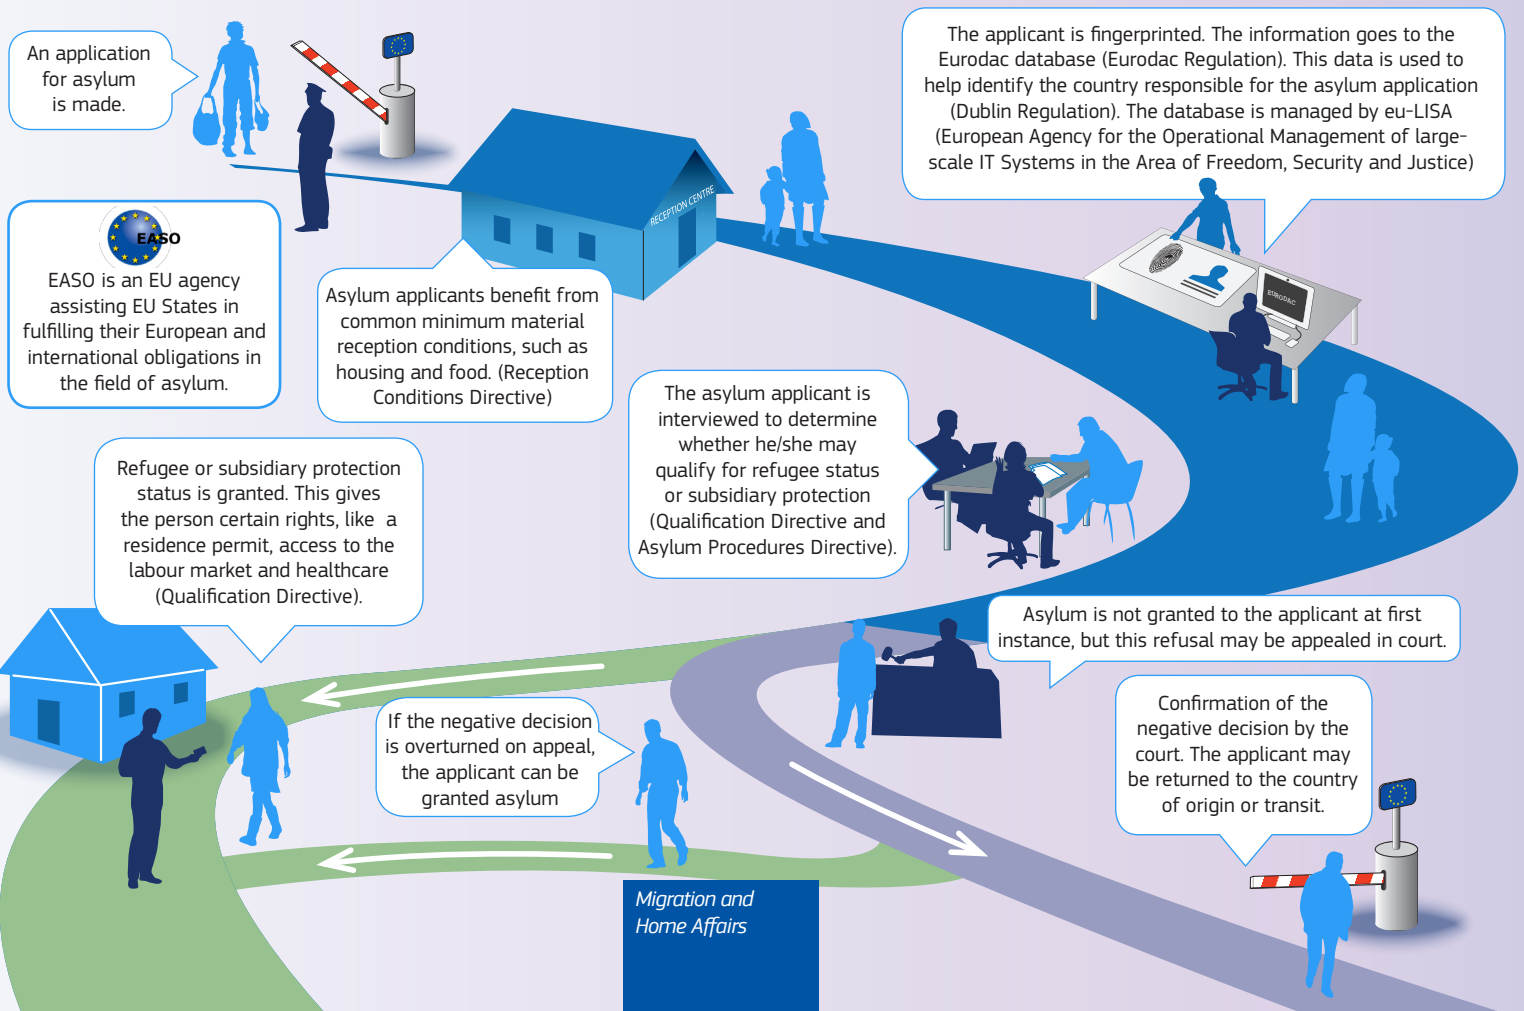 An application
for asylum
is made.
RECEPTION CENTRE
The applicant is fingerprinted. The information goes to the
Eurodac database (Eurodac Regulation). This data is used to
help identify the country responsible for the asylum application
(Dublin Regulation). The database is managed by eu-LISA
(European Agency for the Operational Management of large-
scale IT Systems in the Area of Freedom, Security and Justice)
EURODAC
EASO
EASO is an EU agency
assisting EU States in
fulfilling their European and
international obligations in
the field of asylum.
Asylum applicants benefit from
common minimum material
reception conditions, such as
housing and food. (Reception
Conditions Directive)
The asylum applicant is
interviewed to determine
whether he/she may
qualify for refugee status
or subsidiary protection
(Qualification Directive and
Asylum Procedures Directive).
Refugee or subsidiary protection
status is granted. This gives
the person certain rights, like a
residence permit, access to the
labour market and healthcare
(Qualification Directive).
Asylum is not granted to the applicant at first
instance, but this refusal may be appealed in court.
If the negative decision
is overturned on appeal,
the applicant can be
granted asylum
Confirmation of the
negative decision by the
court. The applicant may
be returned to the country
of origin or transit.
Migration and
Home Affairs